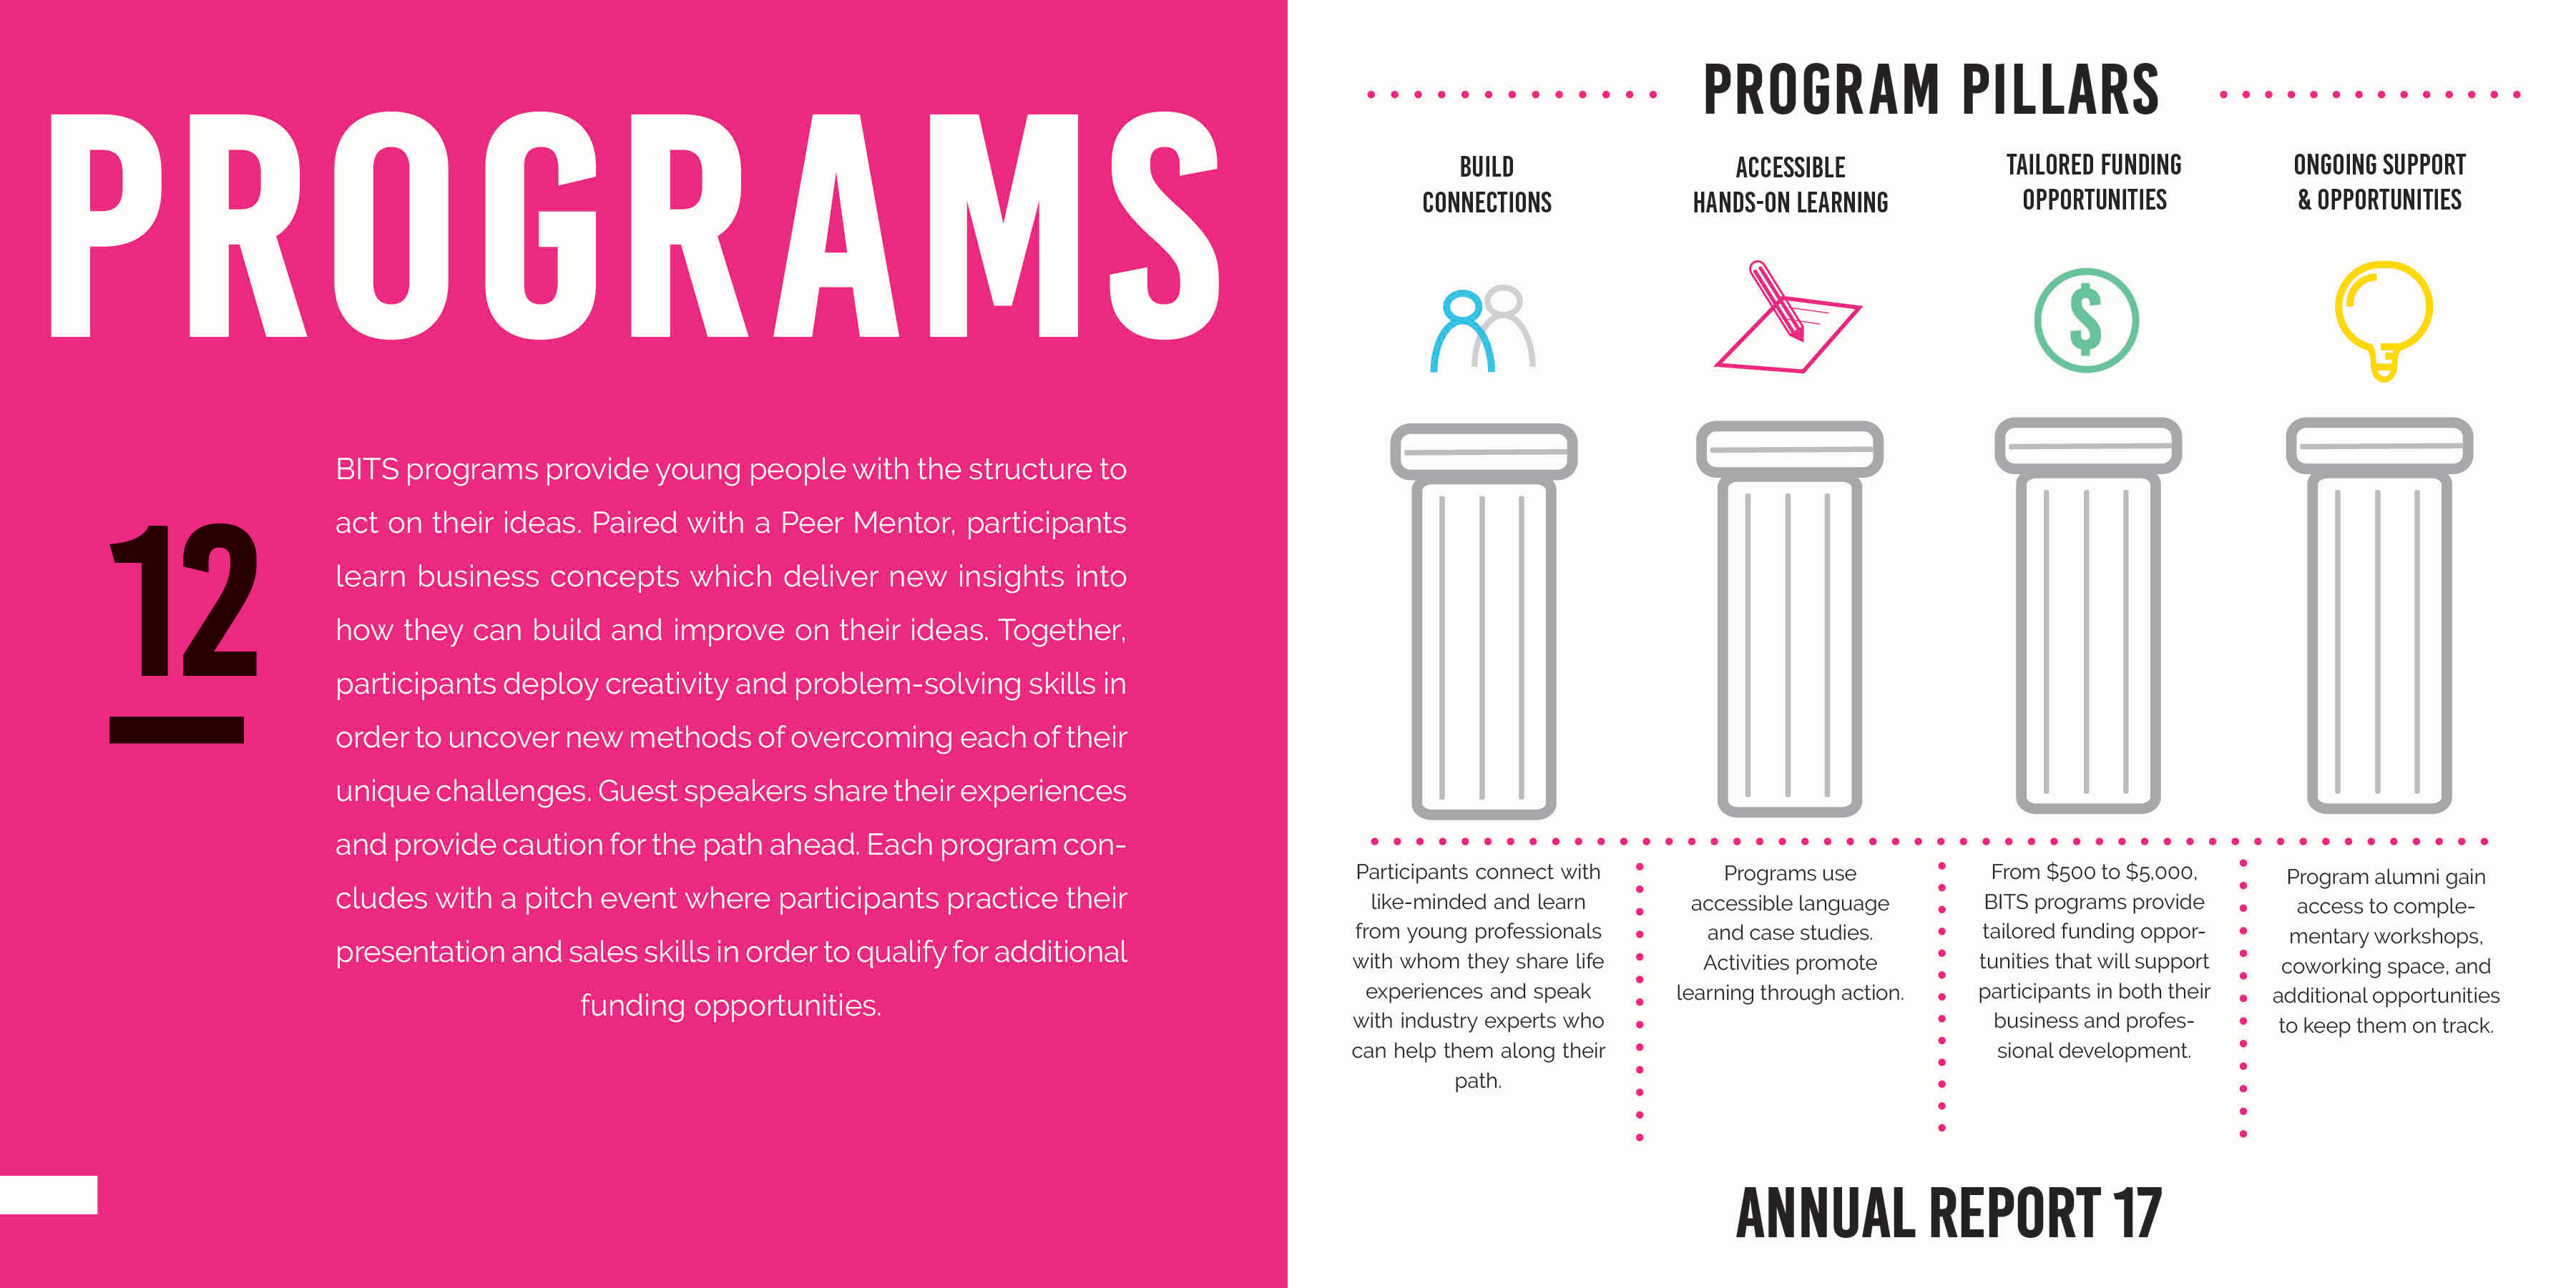 PROGRAMS
12
BITS programs provide young people with the structure to
act on their ideas. Paired with a Peer Mentor, participants
learn business concepts which deliver new insights into
how they can build and improve on their ideas. Together,
participants deploy creativity and problem-solving skills in
order to uncover new methods of overcoming each of their
unique challenges. Guest speakers share their experiences
and provide caution for the path ahead. Each program con-
cludes with a pitch event where participants practice their
presentation and sales skills in order to qualify for additional
funding opportunities.
PROGRAM PILLARS
BUILD
CONNECTIONS
ACCESSIBLE
HANDS-ON LEARNING
TAILORED FUNDING
OPPORTUNITIES
ONGOING SUPPORT
& OPPORTUNITIES
$
Participants connect with
like-minded and learn
from young professionals
with whom they share life
experiences and speak
with industry experts who
can help them along their
path.
Programs use
accessible language
and case studies.
Activities promote
learning through action.
From $500 to $5,000,
BITS programs provide
tailored funding oppor-
tunities that will support
participants in both their
business and profes-
sional development.
Program alumni gain
access to comple-
mentary workshops,
coworking space, and
additional opportunities
to keep them on track.
ANNUAL REPORT 17